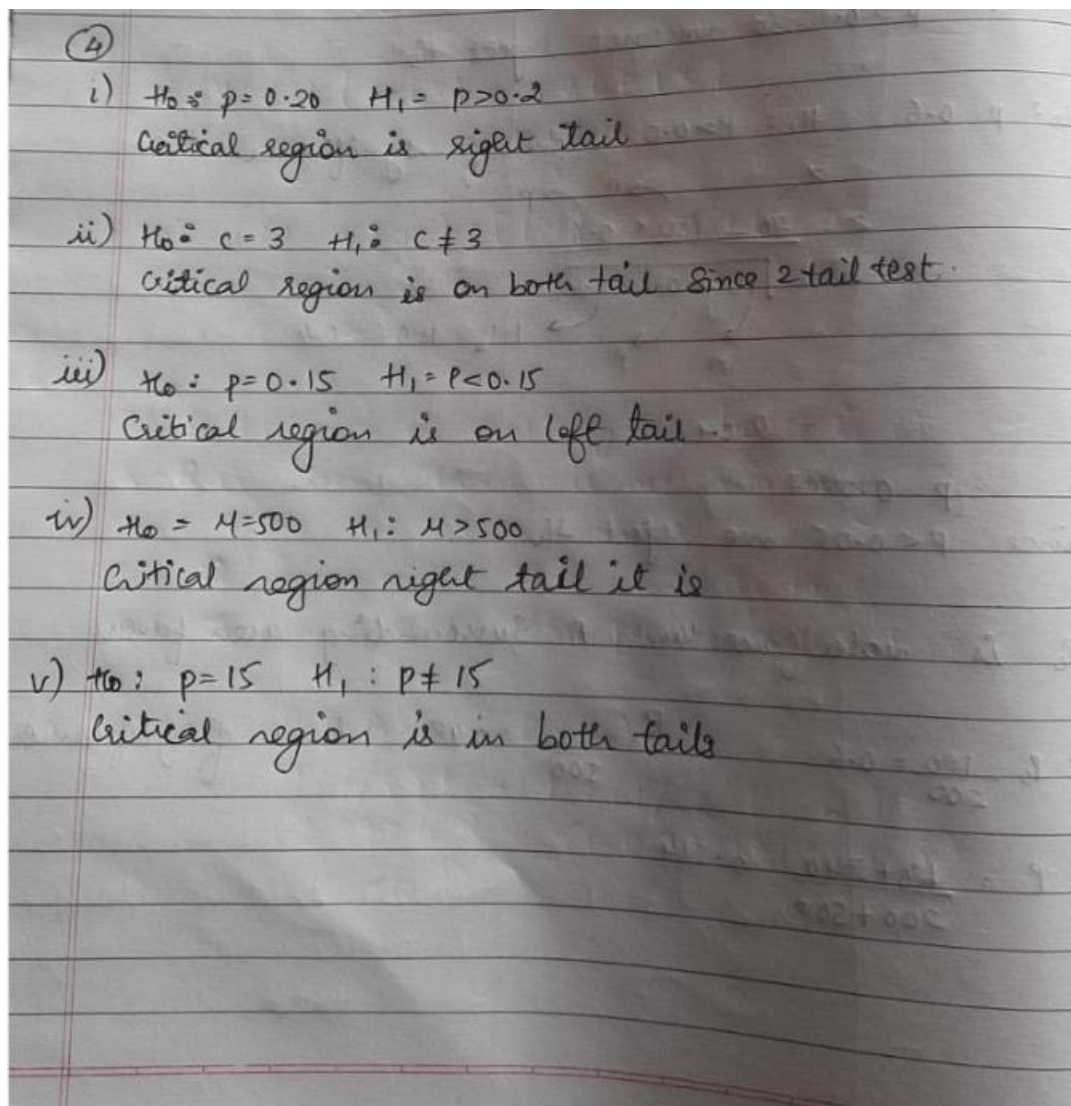 4
i) H₀: p = 0.20 H₁ = p>0.2
Critical region is right tail
ii) H₀: c = 3 H₁: c ≠ 3
Critical region is on both tail since 2 tail test.
iii) H₀: p = 0.15 H₁ = P<0.15
Critical region is on left tail.
iv) H₀ = M=500 H₁: M>500
Critical region right tail it is
v) H₀: p=15 H₁: p≠15
Critical region is in both tails